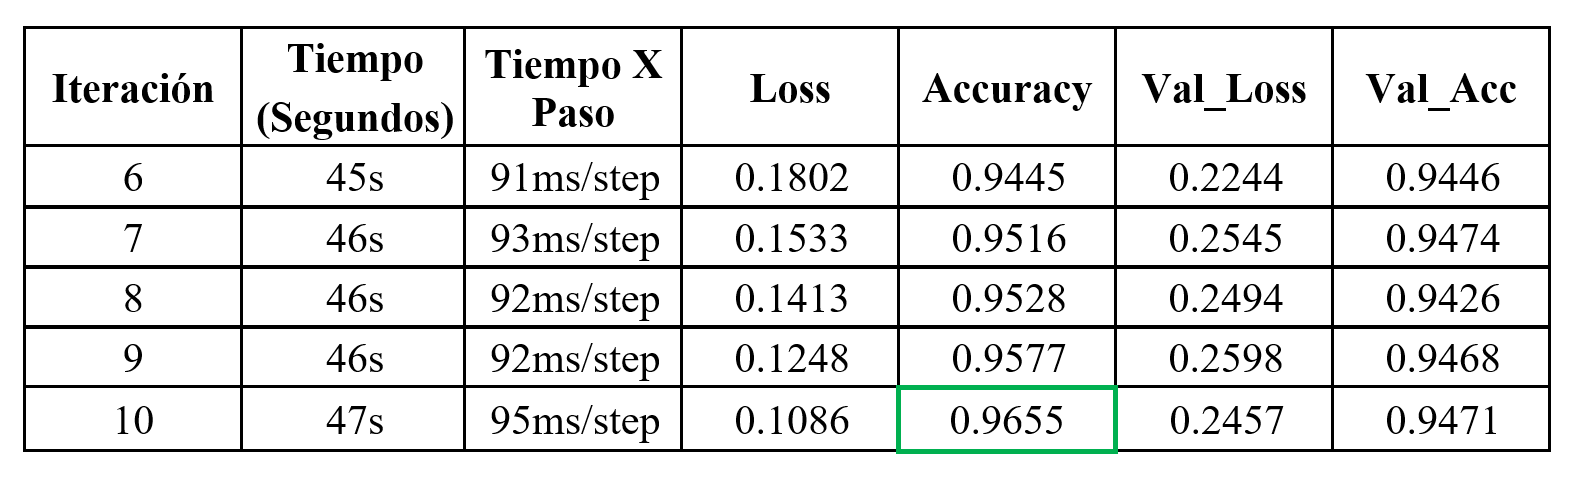 Iteración Tiempo (Segundos) Tiempo X Paso Loss Accuracy Val_Loss Val_Acc
6 45s 91ms/step 0.1802 0.9445 0.2244 0.9446
7 46s 93ms/step 0.1533 0.9516 0.2545 0.9474
8 46s 92ms/step 0.1413 0.9528 0.2494 0.9426
9 46s 92ms/step 0.1248 0.9577 0.2598 0.9468
10 47s 95ms/step 0.1086 0.9655 0.2457 0.9471